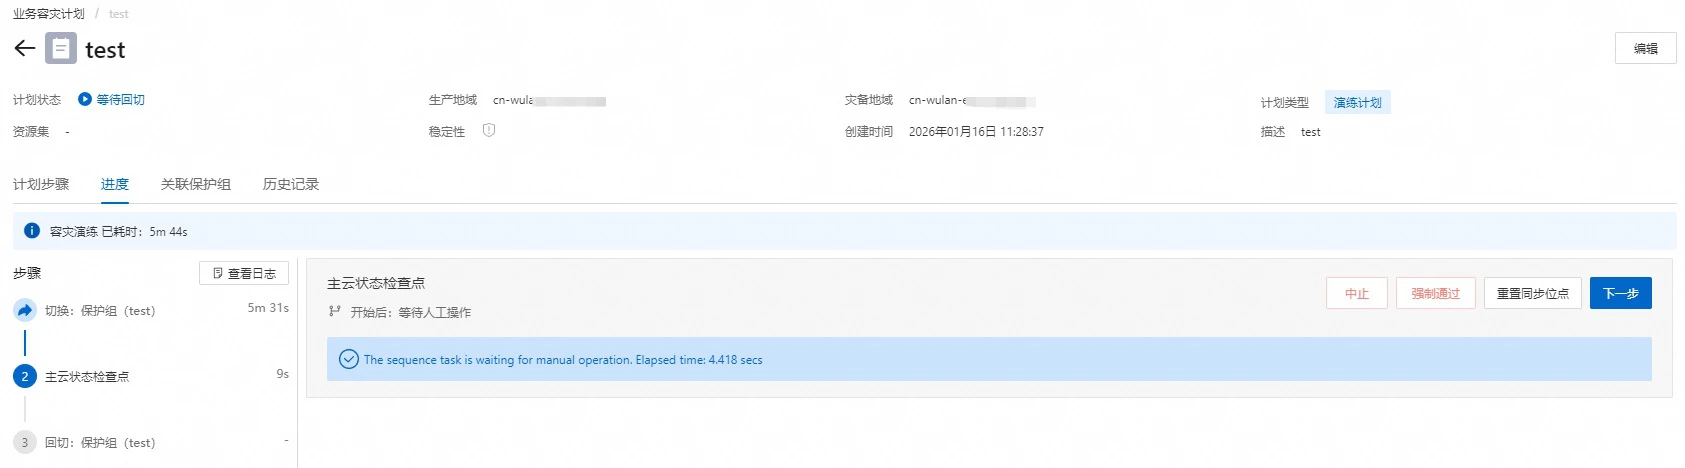 业务容灾计划 / test
test
编辑
计划状态 等待回切 生产地域 cn-wula 灾备地域 cn-wulan- 计划类型 演练计划
资源集 - 稳定性 创建时间 2026年01月16日 11:28:37 描述 test
计划步骤 进度 关联保护组 历史记录
容灾演练 已耗时：5m 44s
步骤 查看日志
切换：保护组（test） 5m 31s
2 主云状态检查点 9s
3 回切：保护组（test） -
主云状态检查点
开始后：等待人工操作
中止 强制通过 重置同步位点 下一步
The sequence task is waiting for manual operation. Elapsed time: 4.418 secs